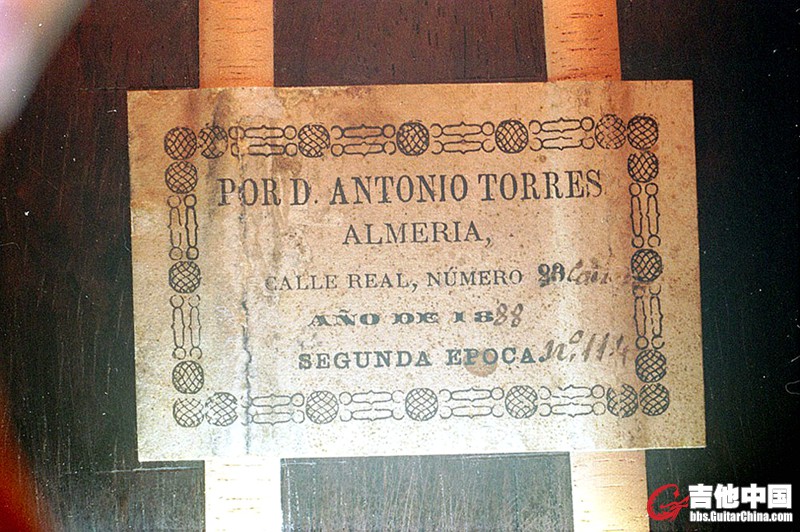 POR D. ANTONIO TORRES
ALMERIA,
CALLE REAL, NÚMERO
AÑO DE 1888
SEGUNDA EPOCA. nº. 114
吉他中国
bbs.GuitarChina.com